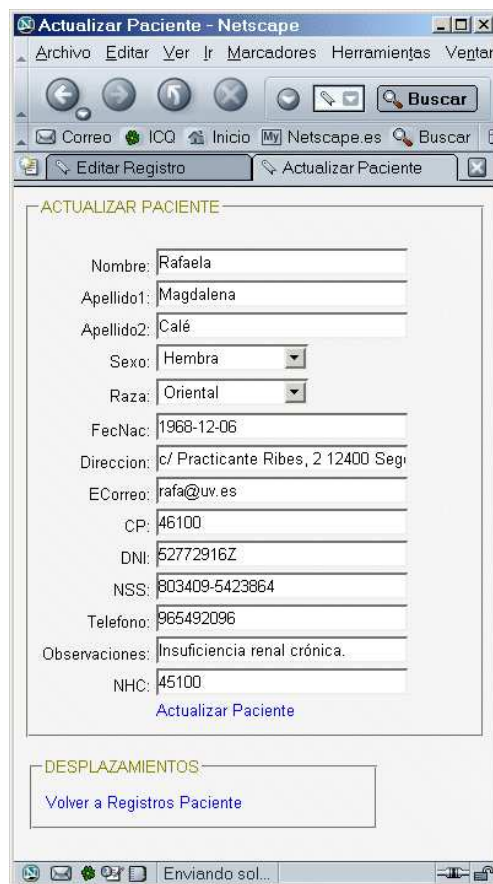 Actualizar Paciente - Netscape
Archivo Editar Ver Ir Marcadores Herramientas Ventan
Buscar
Correo ICQ Inicio My Netscape.es Buscar
Editar Registro Actualizar Paciente
ACTUALIZAR PACIENTE
Nombre: Rafaela
Apellido1: Magdalena
Apellido2: Calé
Sexo: Hembra
Raza: Oriental
FecNac: 1968-12-06
Direccion: c/ Practicante Ribes, 2 12400 Seg
ECorreo: rafa@uv.es
CP: 46100
DNI: 52772916Z
NSS: 803409-5423864
Telefono: 965492096
Observaciones: Insuficiencia renal crónica.
NHC: 45100
Actualizar Paciente
DESPLAZAMIENTOS
Volver a Registros Paciente
Enviando sol...